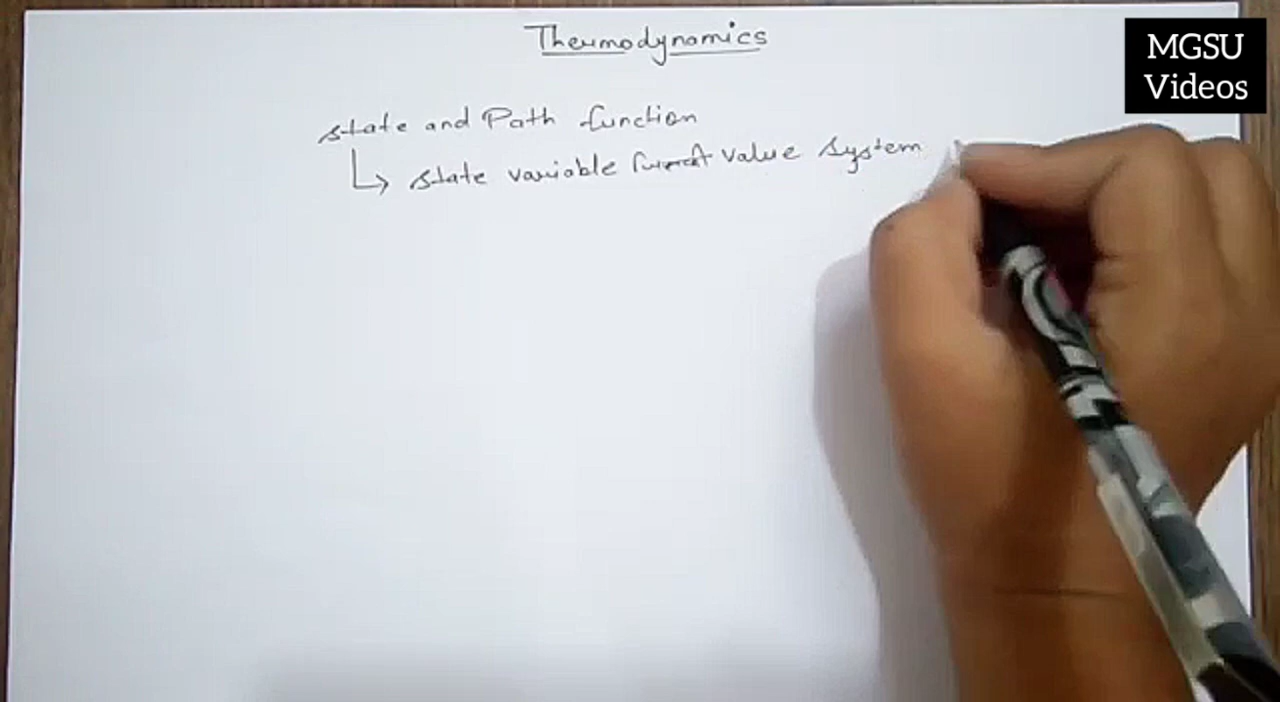 Thermodynamics
MGSU
Videos
State and Path function
State variable value system